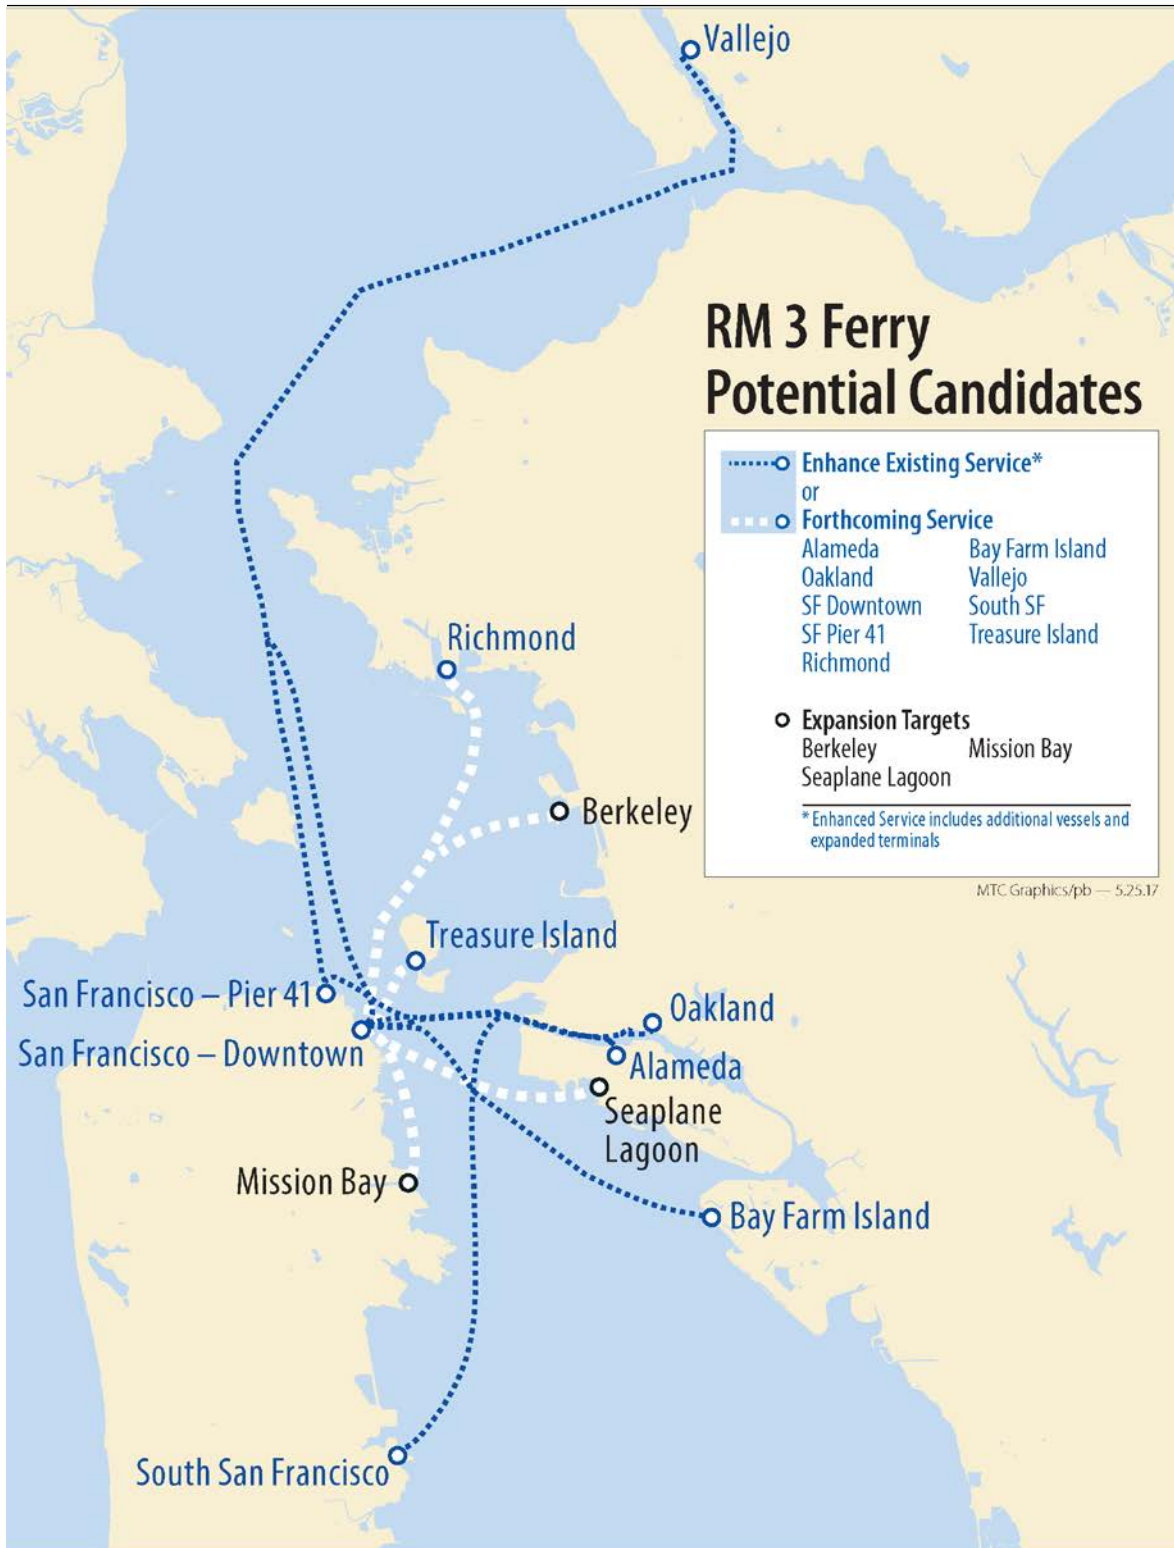 Vallejo
RM 3 Ferry
Potential Candidates
Enhance Existing Service*
or
Forthcoming Service
Alameda
Oakland
SF Downtown
SF Pier 41
Richmond
Bay Farm Island
Vallejo
South SF
Treasure Island
Expansion Targets
Berkeley
Seaplane Lagoon
Mission Bay
* Enhanced Service includes additional vessels and
expanded terminals
MTC Graphics/pb — 5.25.17
Richmond
Berkeley
Treasure Island
San Francisco – Pier 41
San Francisco – Downtown
Oakland
Alameda
Seaplane
Lagoon
Mission Bay
Bay Farm Island
South San Francisco